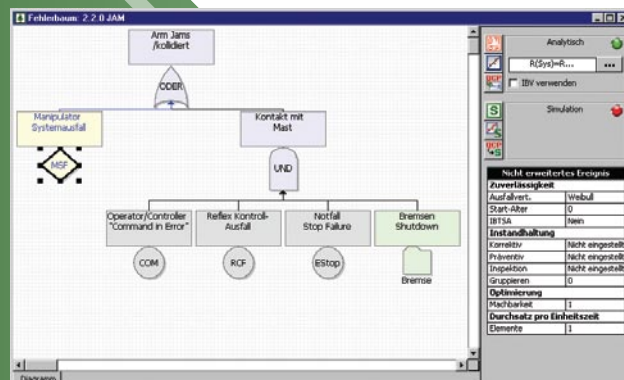 Fehlerbaum: 2.2.0 JAM
Arm Jams
/kollidiert
ODER
Manipulator
Systemausfall
MSF
Kontakt mit
Mast
UND
Operator/Controller
"Command in Error"
COM
Reflex Kontroll-
Ausfall
RCF
Notfall
Stop Failure
EStop
Bremsen
Shutdown
Bremse
Diagramm
Analytisch
R(Sys)=R...
...
IBV verwenden
QCP
S
Simulation
QCP
S
Nicht erweitertes Ereignis
Zuverlässigkeit
Ausfallvert. Weibull
Start-Alter 0
IBTSA Nein
Instandhaltung
Korrektiv Nicht eingestellt
Präventiv Nicht eingestellt
Inspektion Nicht eingestellt
Gruppieren 0
Optimierung
Machbarkeit 1
Durchsatz pro Einheitszeit
Elemente 1